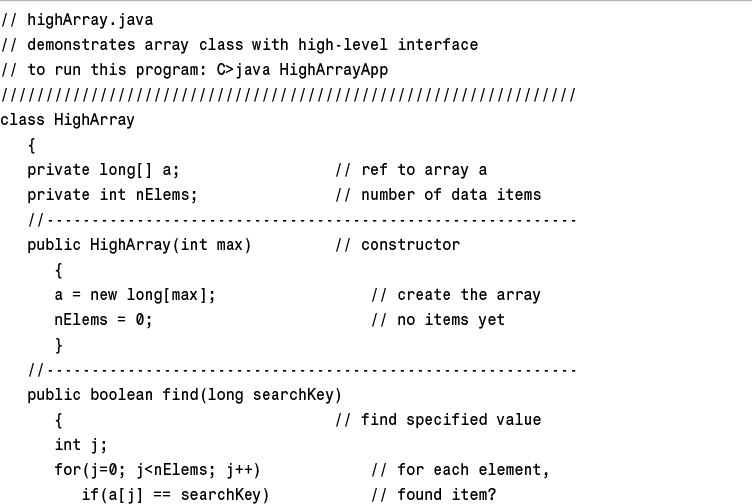 // highArray.java
// demonstrates array class with high-level interface
// to run this program: C>java HighArrayApp
////////////////////////////////////////////////////////////////
class HighArray
   {
   private long[] a;                 // ref to array a
   private int nElems;               // number of data items
   //-----------------------------------------------------------
   public HighArray(int max)         // constructor
      {
      a = new long[max];                 // create the array
      nElems = 0;                        // no items yet
      }
   //-----------------------------------------------------------
   public boolean find(long searchKey)
      {                              // find specified value
      int j;
      for(j=0; j<nElems; j++)            // for each element,
         if(a[j] == searchKey)           // found item?